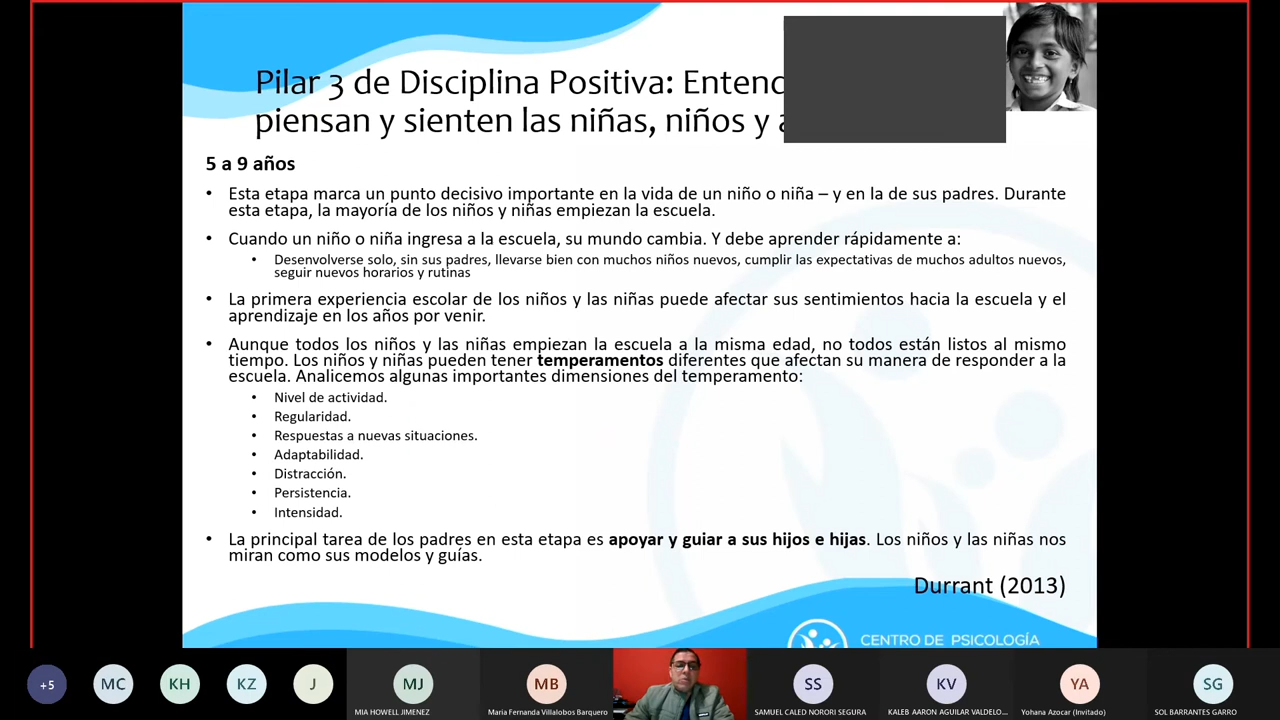 Pilar 3 de Disciplina Positiva:
piensan y sienten las niñas, niños y
5 a 9 años
• Esta etapa marca un punto decisivo importante en la vida de un niño o niña – y en la de sus padres. Durante
esta etapa, la mayoría de los niños y niñas empiezan la escuela.
• Cuando un niño o niña ingresa a la escuela, su mundo cambia. Y debe aprender rápidamente a:
• Desenvolverse solo, sin sus padres, llevarse bien con muchos niños nuevos, cumplir las expectativas de muchos adultos nuevos,
seguir nuevos horarios y rutinas
• La primera experiencia escolar de los niños y las niñas puede afectar sus sentimientos hacia la escuela y el
aprendizaje en los años por venir.
• Aunque todos los niños y las niñas empiezan la escuela a la misma edad, no todos están listos al mismo
tiempo. Los niños y niñas pueden tener temperamentos diferentes que afectan su manera de responder a la
escuela. Analicemos algunas importantes dimensiones del temperamento:
• Nivel de actividad.
• Regularidad.
• Respuestas a nuevas situaciones.
• Adaptabilidad.
• Distracción.
• Persistencia.
• Intensidad.
• La principal tarea de los padres en esta etapa es apoyar y guiar a sus hijos e hijas. Los niños y las niñas nos
miran como sus modelos y guías.
Durrant (2013)
CENTRO DE PSICOLOGÍA
+5
MC
KH
KZ
J
MJ
MB
SS
KV
YA
SG
MIA HOWELL JIMENEZ
Maria Fernanda Villalobos Barquero
SAMUEL CALED NORORI SEGURA
KALEB AARON AGUILAR VALDELO...
Yohana Azocar (Invitado)
SOL BARRANTES GARRO